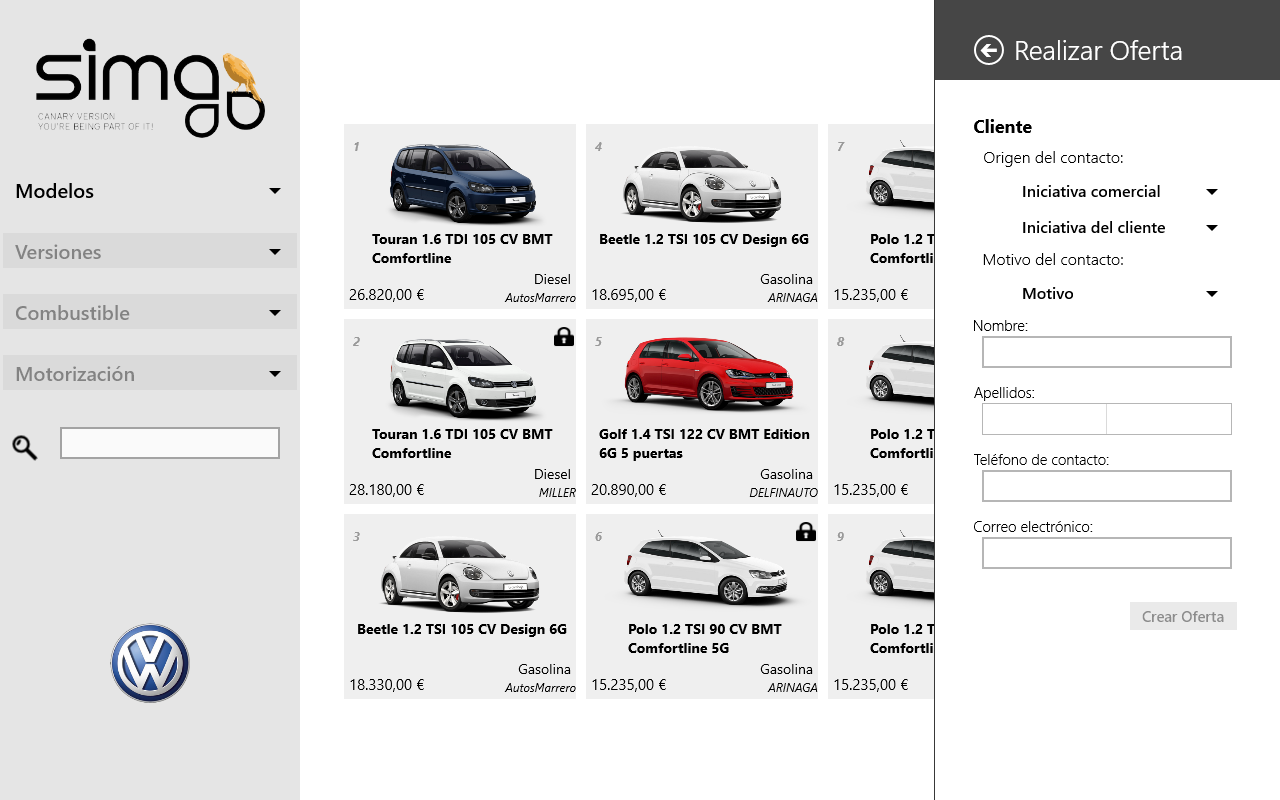 simgo
CANARY VERSION
YOU'RE BEING PART OF IT!
Modelos
Versiones
Combustible
Motorización
1
Touran 1.6 TDI 105 CV BMT
Comfortline
Diesel
26.820,00 €
AutosMarrero
2
Touran 1.6 TDI 105 CV BMT
Comfortline
Diesel
28.180,00 €
MILLER
3
Beetle 1.2 TSI 105 CV Design 6G
Gasolina
18.330,00 €
AutosMarrero
4
Beetle 1.2 TSI 105 CV Design 6G
Gasolina
18.695,00 €
ARINAGA
5
Golf 1.4 TSI 122 CV BMT Edition
6G 5 puertas
Gasolina
20.890,00 €
DELFINAUTO
6
Polo 1.2 TSI 90 CV BMT
Comfortline 5G
Gasolina
15.235,00 €
ARINAGA
7
Polo 1.2 T
Comfortli
15.235,00 €
8
Polo 1.2 T
Comfortli
15.235,00 €
9
Polo 1.2 T
Comfortli
15.235,00 €
Realizar Oferta
Cliente
Origen del contacto:
Iniciativa comercial
Iniciativa del cliente
Motivo del contacto:
Motivo
Nombre:
Apellidos:
Teléfono de contacto:
Correo electrónico:
Crear Oferta